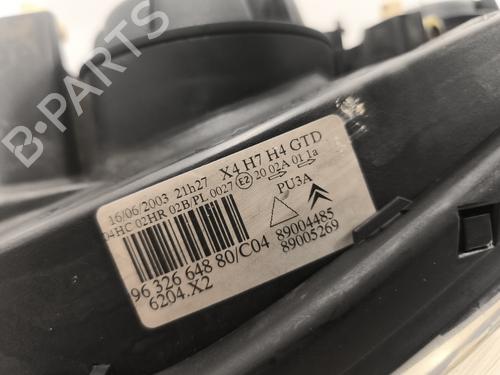 B-PARTS
16/06/2003 21h27 X4 H7 H4 GTD
04HC 02HR 02B/PL 0027 E2 20 02A 01 1a
PU3A
96 326 648 80/C04
89004485
6204.X2
89005269